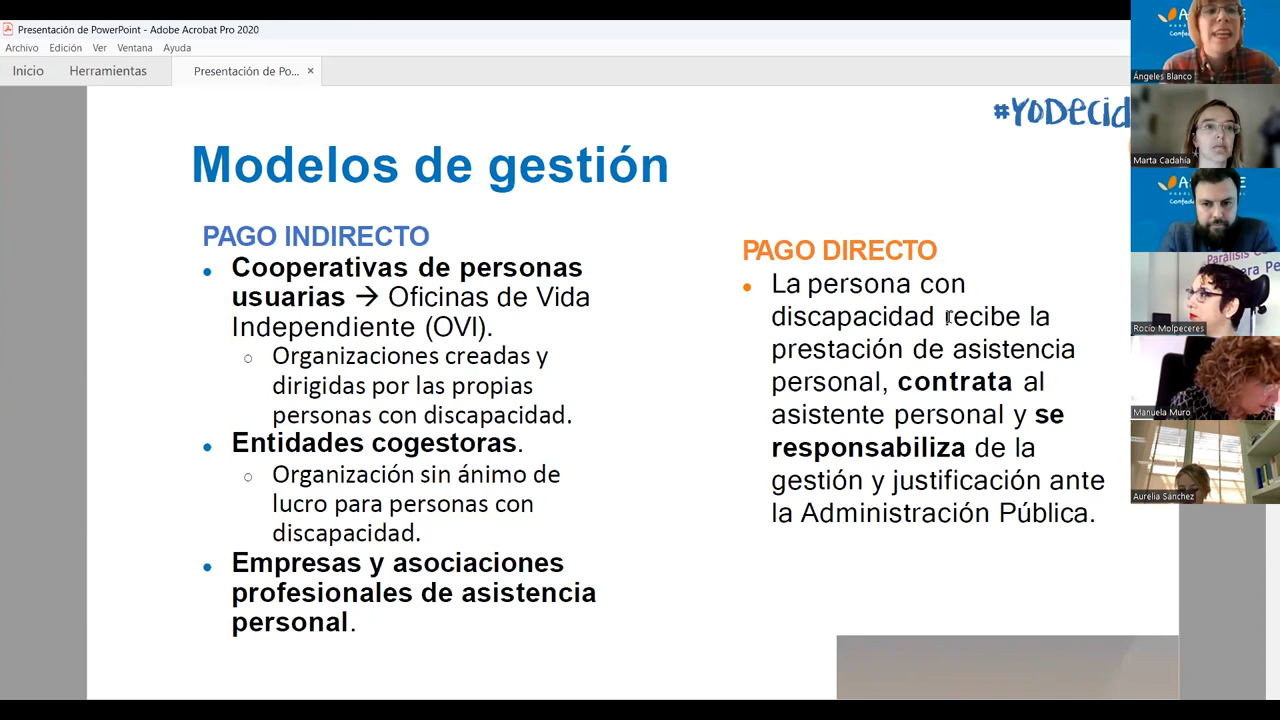 Presentación de PowerPoint - Adobe Acrobat Pro 2020
Archivo Edición Ver Ventana Ayuda
Inicio Herramientas Presentación de Po... ×
#YoDecid
Modelos de gestión
PAGO INDIRECTO
• Cooperativas de personas
usuarias → Oficinas de Vida
Independiente (OVI).
○ Organizaciones creadas y
dirigidas por las propias
personas con discapacidad.
• Entidades cogestoras.
○ Organización sin ánimo de
lucro para personas con
discapacidad.
• Empresas y asociaciones
profesionales de asistencia
personal.
PAGO DIRECTO
• La persona con
discapacidad recibe la
prestación de asistencia
personal, contrata al
asistente personal y se
responsabiliza de la
gestión y justificación ante
la Administración Pública.
Ángeles Blanco
Marta Cadahía
Rocío Molpeceres
Manuela Muro
Aurelia Sánchez